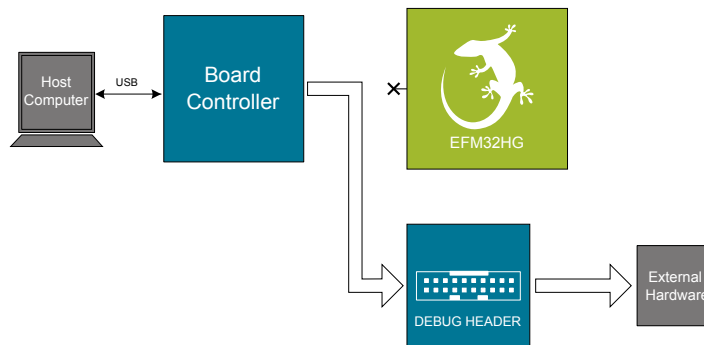 Host
Computer
USB
Board
Controller
EFM32HG
DEBUG HEADER
External
Hardware